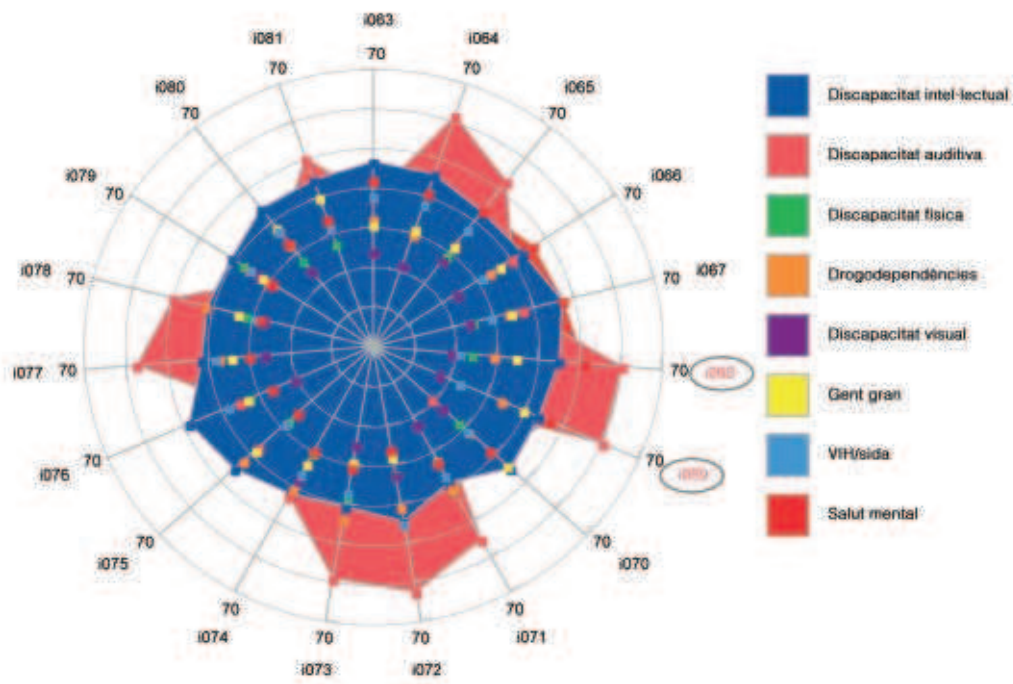 i063
70
i064
70
i065
70
i066
70
i067
70
i068
70
i069
70
i070
70
i071
70
i072
70
i073
70
i074
70
i075
70
i076
70
i077
70
i078
70
i079
70
i080
70
i081
70
Discapacitat intel·lectual
Discapacitat auditiva
Discapacitat física
Drogodependències
Discapacitat visual
Gent gran
VIH/sida
Salut mental